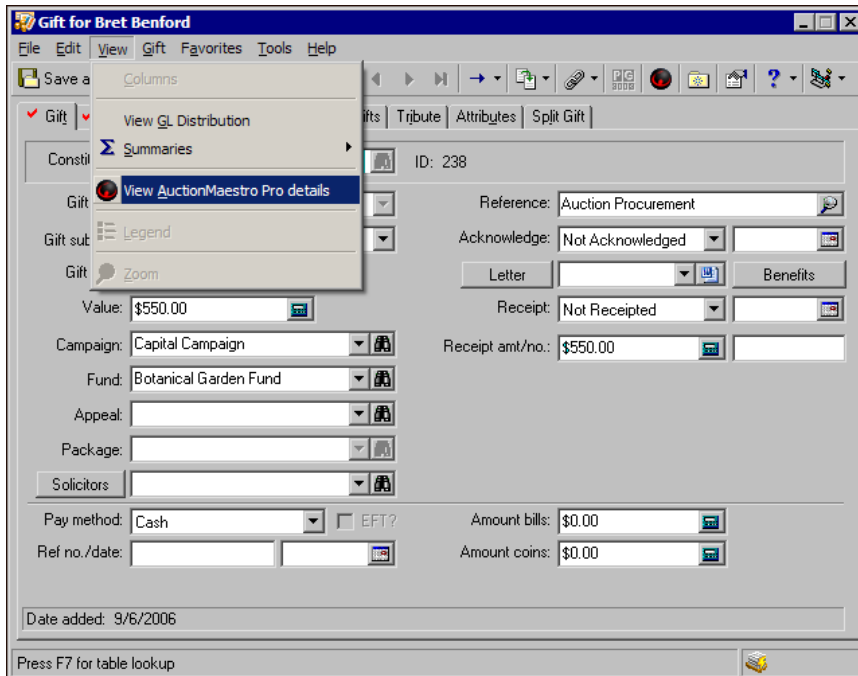 Gift for Bret Benford
File Edit View Gift Favorites Tools Help
Save a
Columns
View GL Distribution
Summaries
View AuctionMaestro Pro details
Legend
Zoom
Gift ifts Tribute Attributes Split Gift
Constit ID: 238
Gift Reference: Auction Procurement
Gift sub Acknowledge: Not Acknowledged
Gift Letter Benefits
Value: $550.00 Receipt: Not Receipted
Campaign: Capital Campaign Receipt amt/no.: $550.00
Fund: Botanical Garden Fund
Appeal:
Package:
Solicitors
Pay method: Cash EFT? Amount bills: $0.00
Ref no./date: Amount coins: $0.00
Date added: 9/6/2006
Press F7 for table lookup